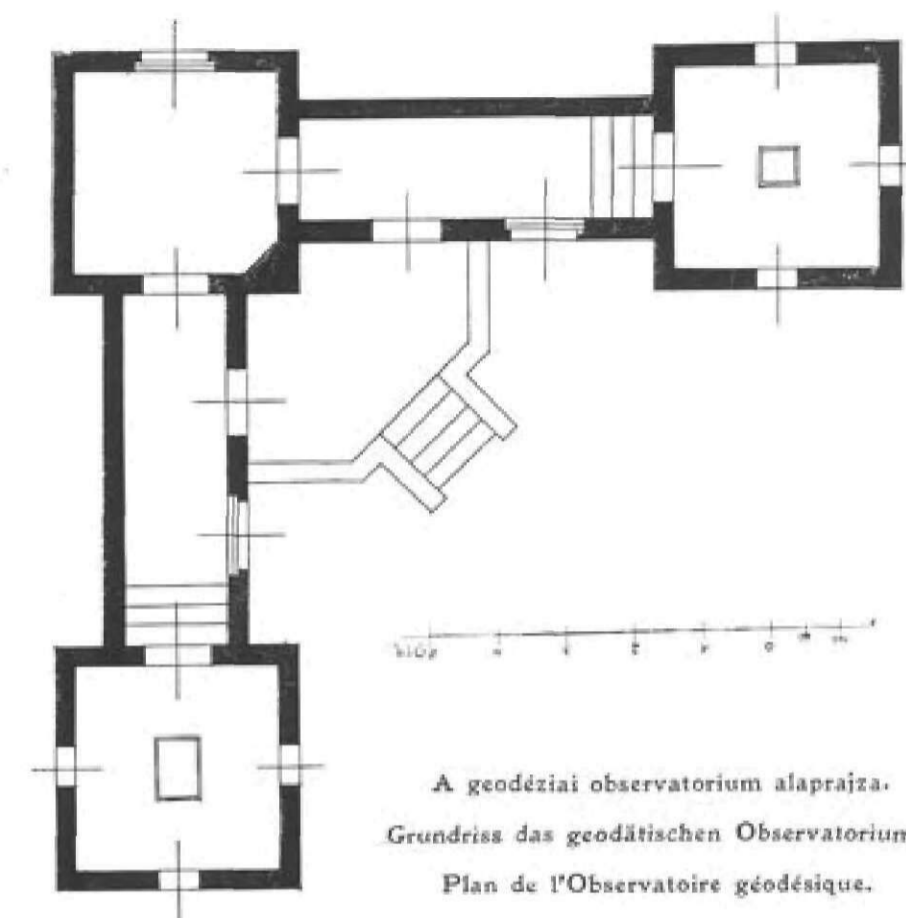 A geodéziai observatorium alaprajza.
Grundriss das geodätischen Observatorium
Plan de l'Observatoire géodésique.